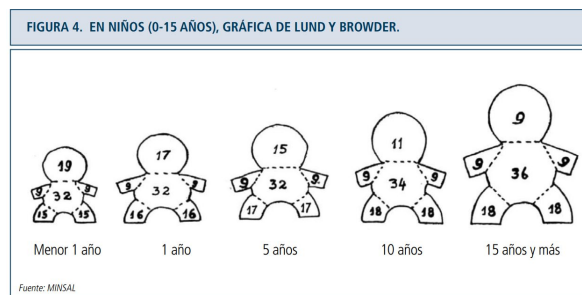 FIGURA 4. EN NIÑOS (0-15 AÑOS), GRÁFICA DE LUND Y BROWDER.
19
9 32 9
15 15
17
9 32 9
16 16
15
9 32 9
17 17
11
9 34 9
18 18
9
9 36 9
18 18
Menor 1 año 1 año 5 años 10 años 15 años y más
Fuente: MINSAL